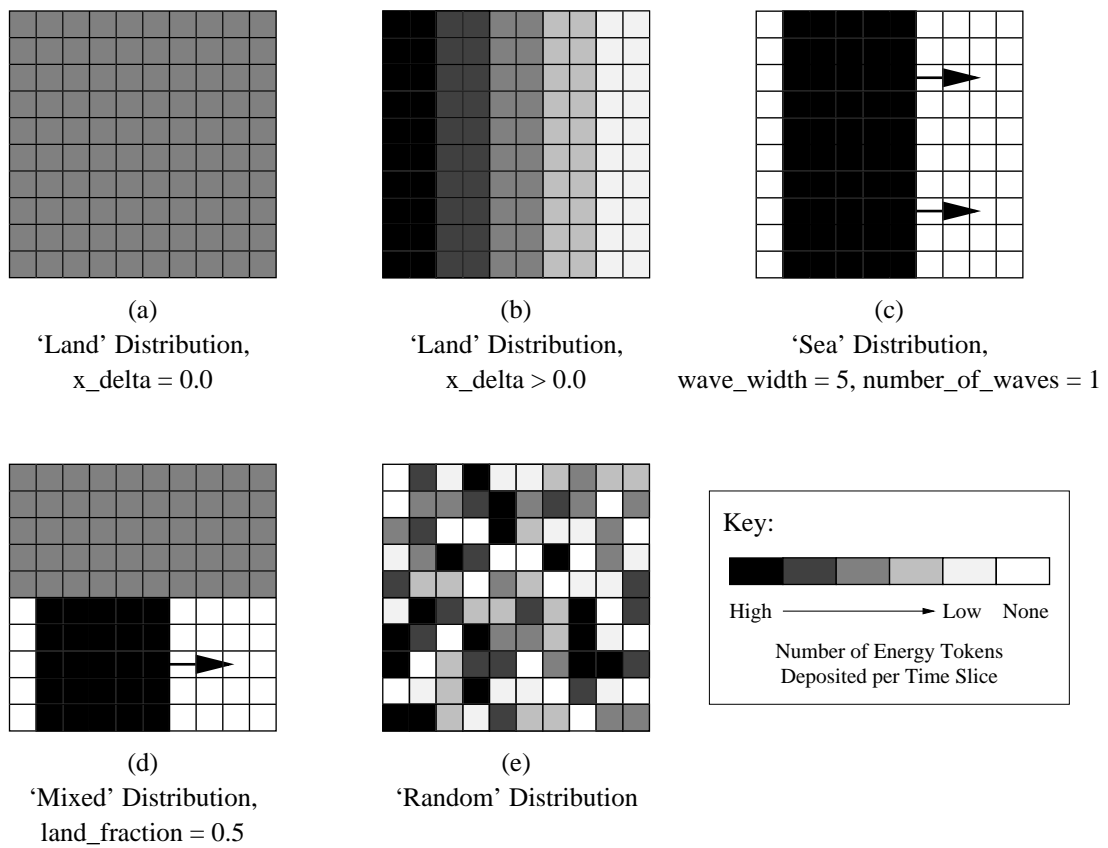 (a)
‘Land’ Distribution,
x_delta = 0.0
(b)
‘Land’ Distribution,
x_delta > 0.0
(c)
‘Sea’ Distribution,
wave_width = 5, number_of_waves = 1
(d)
‘Mixed’ Distribution,
land_fraction = 0.5
(e)
‘Random’ Distribution
Key:
High Low None
Number of Energy Tokens
Deposited per Time Slice